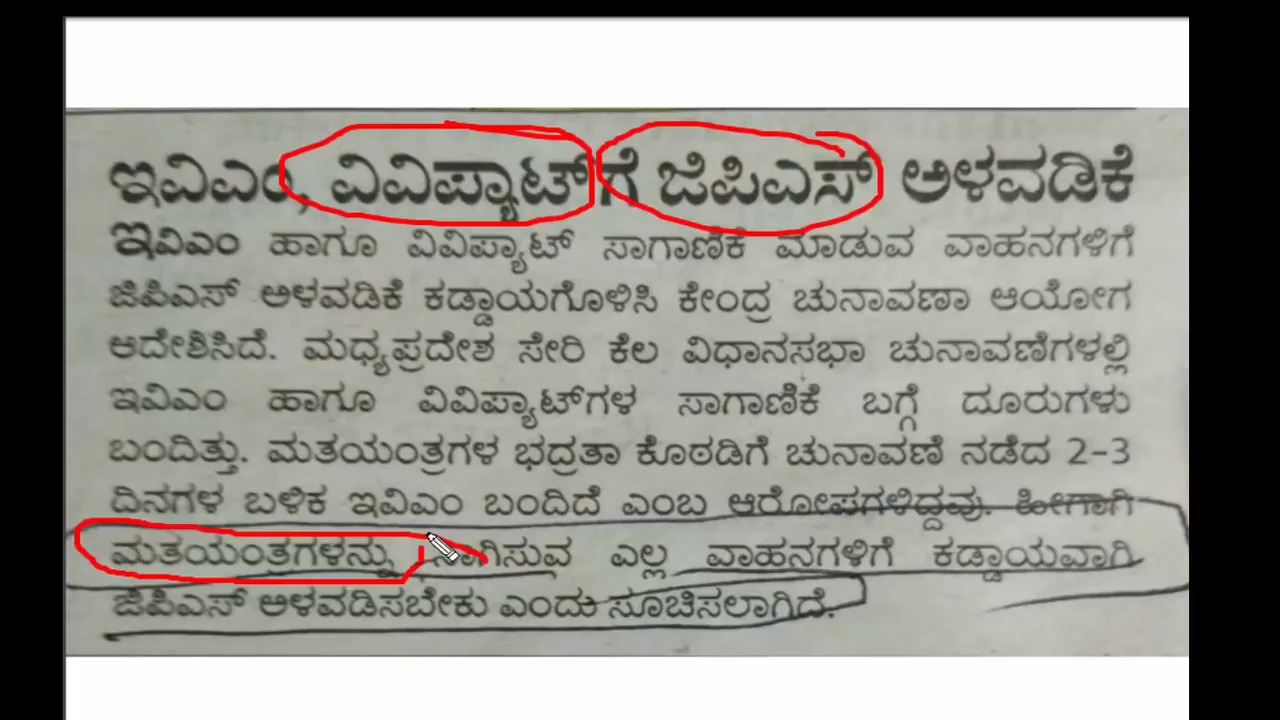 ಇವಿಎಂ, ವಿವಿಪ್ಯಾಟ್‌ಗೆ ಜಿಪಿಎಸ್ ಅಳವಡಿಕೆ
ಇವಿಎಂ ಹಾಗೂ ವಿವಿಪ್ಯಾಟ್ ಸಾಗಾಣಿಕೆ ಮಾಡುವ ವಾಹನಗಳಿಗೆ
ಜಿಪಿಎಸ್ ಅಳವಡಿಕೆ ಕಡ್ಡಾಯಗೊಳಿಸಿ ಕೇಂದ್ರ ಚುನಾವಣಾ ಆಯೋಗ
ಆದೇಶಿಸಿದೆ. ಮಧ್ಯಪ್ರದೇಶ ಸೇರಿ ಕೆಲ ವಿಧಾನಸಭಾ ಚುನಾವಣೆಗಳಲ್ಲಿ
ಇವಿಎಂ ಹಾಗೂ ವಿವಿಪ್ಯಾಟ್‌ಗಳ ಸಾಗಾಣಿಕೆ ಬಗ್ಗೆ ದೂರುಗಳು
ಬಂದಿತ್ತು. ಮತಯಂತ್ರಗಳ ಭದ್ರತಾ ಕೊಠಡಿಗೆ ಚುನಾವಣೆ ನಡೆದ 2-3
ದಿನಗಳ ಬಳಿಕ ಇವಿಎಂ ಬಂದಿದೆ ಎಂಬ ಆರೋಪಗಳಿದ್ದವು. ಹೀಗಾಗಿ
ಮತಯಂತ್ರಗಳನ್ನು ಸಾಗಿಸುವ ಎಲ್ಲ ವಾಹನಗಳಿಗೆ ಕಡ್ಡಾಯವಾಗಿ
ಜಿಪಿಎಸ್ ಅಳವಡಿಸಬೇಕು ಎಂದು ಸೂಚಿಸಲಾಗಿದೆ.